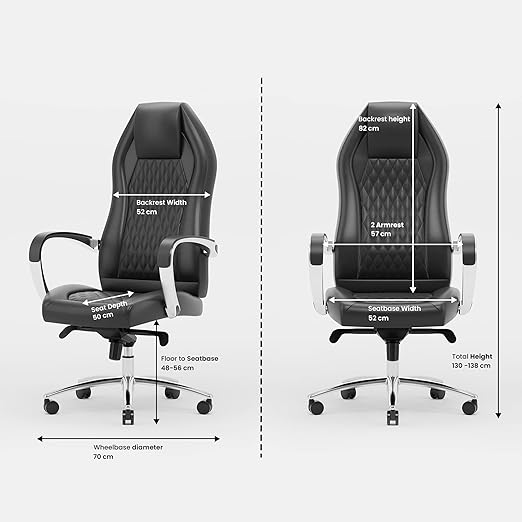 Backrest Width
52 cm
Seat Depth
50 cm
Floor to Seatbase
48-56 cm
Wheelbase diameter
70 cm
Backrest height
82 cm
2 Armrest
57 cm
Seatbase Width
52 cm
Total Height
130 -138 cm